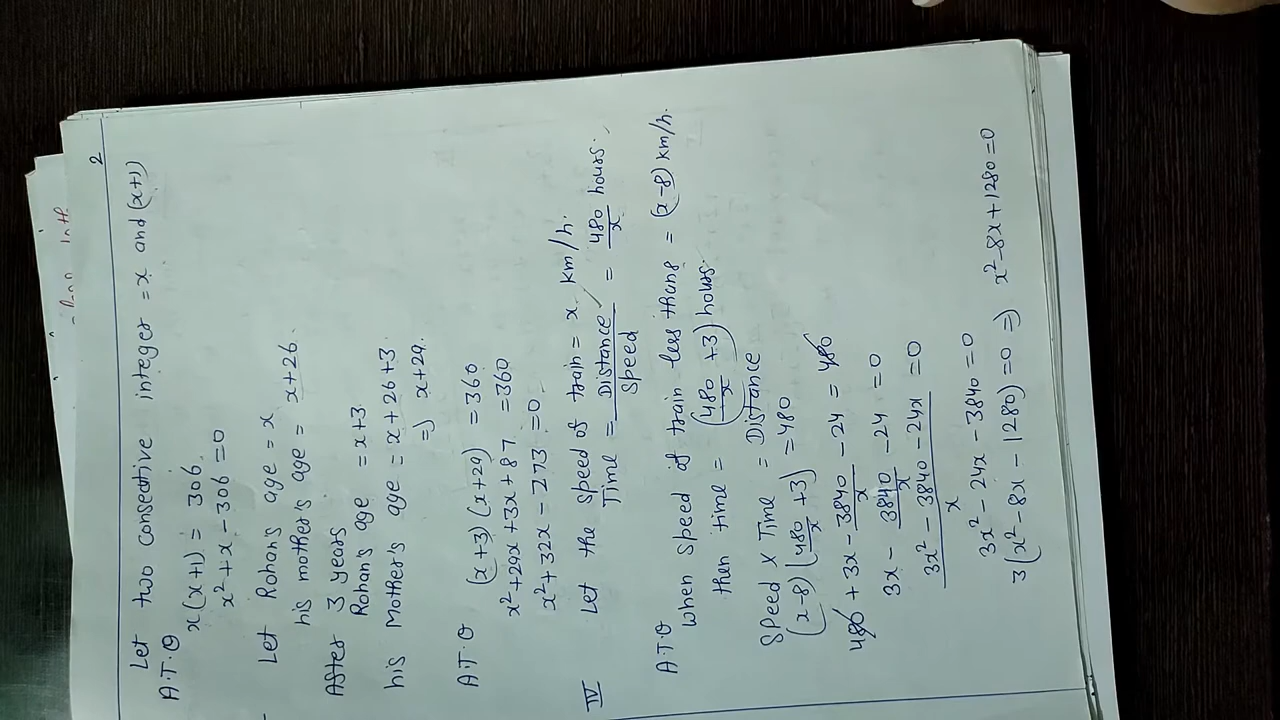 2
Let two consective integer = x and (x+1)
A.T.Q
x(x+1) = 306
x² + x - 306 = 0
Let Rohan's age = x
his mother's age = x+26.
After 3 years
Rohan's age = x+3
his Mother's age = x+26+3.
=) x+29.
A.T.Q (x+3)(x+29) = 360
x² + 29x + 3x + 87 = 360
x² + 32x - 273 = 0
IV Let the speed of train = x km/h.
Time = Distance/Speed = 480/x hours.
A.T.Q
when speed of train less than 8 = (x-8) km/h.
then time = (480/x + 3) hours.
Speed X Time = Distance
(x-8)(480/x + 3) = 480
480 + 3x - 3840/x - 24 = 480
3x - 3840/x - 24 = 0
3x² - 3840 - 24x/x = 0
3x² - 24x - 3840 = 0
3(x² - 8x - 1280) = 0 =) x² - 8x + 1280 = 0